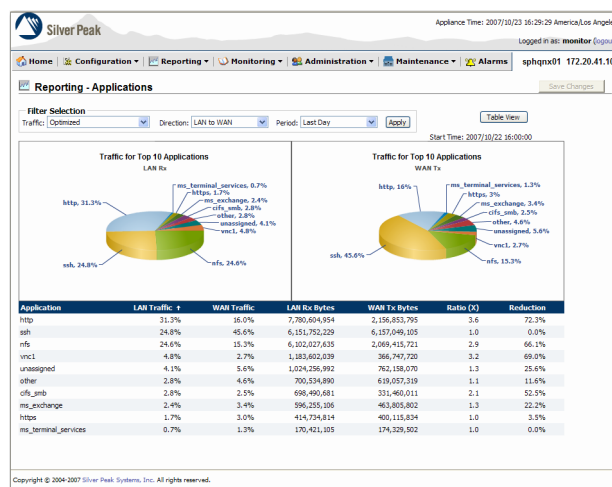 Silver Peak
Appliance Time: 2007/10/23 16:29:29 America/Los Angele
Logged in as: monitor (logou
Home Configuration Reporting Monitoring Administration Maintenance Alarms sphqnx01 172.20.41.10
Reporting - Applications
Save Changes
Filter Selection
Traffic: Optimized Direction: LAN to WAN Period: Last Day Apply
Table View
Start Time: 2007/10/22 16:00:00
Traffic for Top 10 Applications
LAN Rx
ms_terminal_services, 0.7%
https, 1.7%
ms_exchange, 2.4%
cifs_smb, 2.8%
other, 2.8%
unassigned, 4.1%
vnc1, 4.8%
http, 31.3%
ssh, 24.8%
nfs, 24.6%
Traffic for Top 10 Applications
WAN Tx
ms_terminal_services, 1.3%
https, 3%
ms_exchange, 3.4%
cifs_smb, 2.5%
other, 4.6%
unassigned, 5.6%
vnc1, 2.7%
http, 16%
ssh, 45.6%
nfs, 15.3%
Application LAN Traffic ↑ WAN Traffic LAN Rx Bytes WAN Tx Bytes Ratio (X) Reduction
http 31.3% 16.0% 7,780,604,954 2,156,853,795 3.6 72.3%
ssh 24.8% 45.6% 6,151,752,229 6,157,049,105 1.0 0.0%
nfs 24.6% 15.3% 6,102,027,635 2,069,415,721 2.9 66.1%
vnc1 4.8% 2.7% 1,183,602,039 366,747,720 3.2 69.0%
unassigned 4.1% 5.6% 1,024,256,992 762,158,070 1.3 25.6%
other 2.8% 4.6% 700,534,890 619,057,319 1.1 11.6%
cifs_smb 2.8% 2.5% 698,490,681 331,460,011 2.1 52.5%
ms_exchange 2.4% 3.4% 596,255,106 463,805,802 1.3 22.2%
https 1.7% 3.0% 414,734,814 400,115,834 1.0 3.5%
ms_terminal_services 0.7% 1.3% 170,421,105 174,329,502 1.0 0.0%
Copyright © 2004-2007 Silver Peak Systems, Inc. All rights reserved.